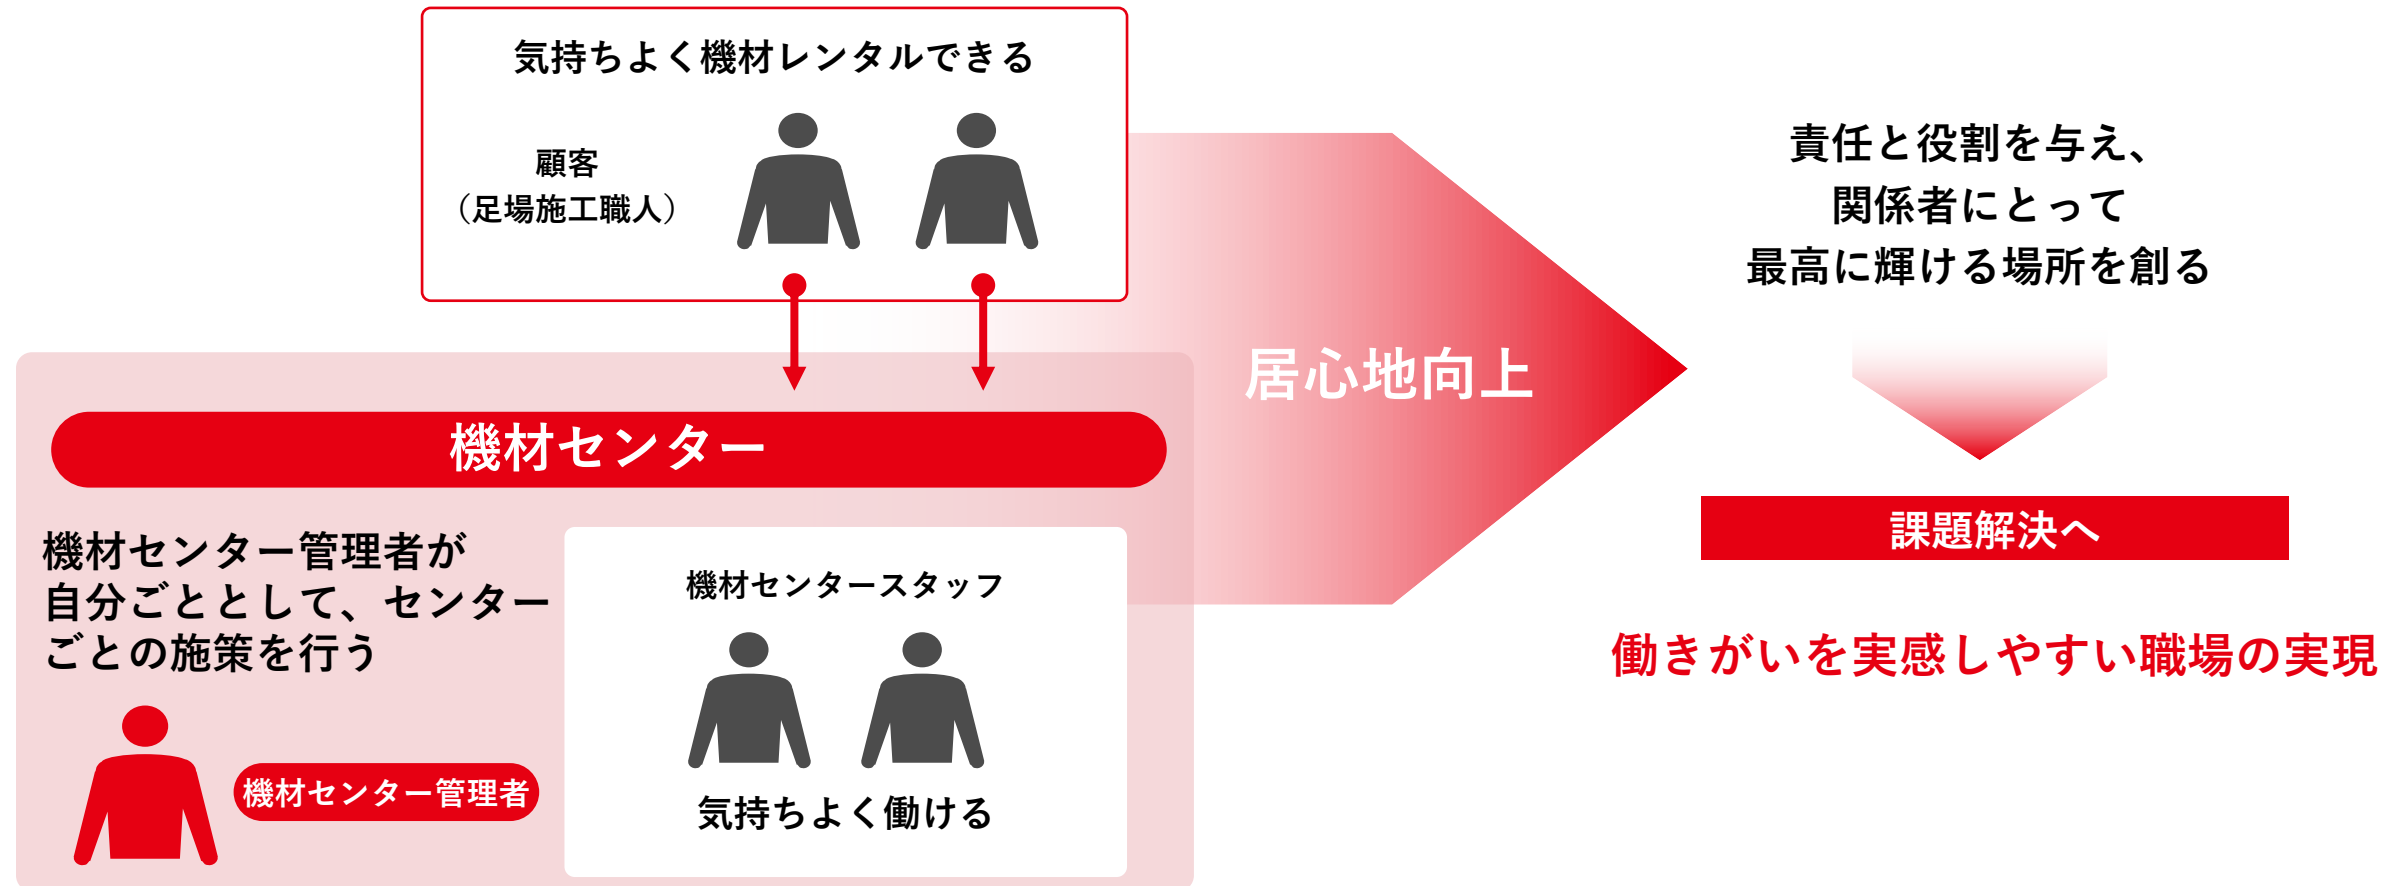 気持ちよく機材レンタルできる
顧客
（足場施工職人）
機材センター
機材センター管理者が
自分ごととして、センター
ごとの施策を行う
機材センター管理者
機材センタースタッフ
気持ちよく働ける
居心地向上
責任と役割を与え、
関係者にとって
最高に輝ける場所を創る
課題解決へ
働きがいを実感しやすい職場の実現